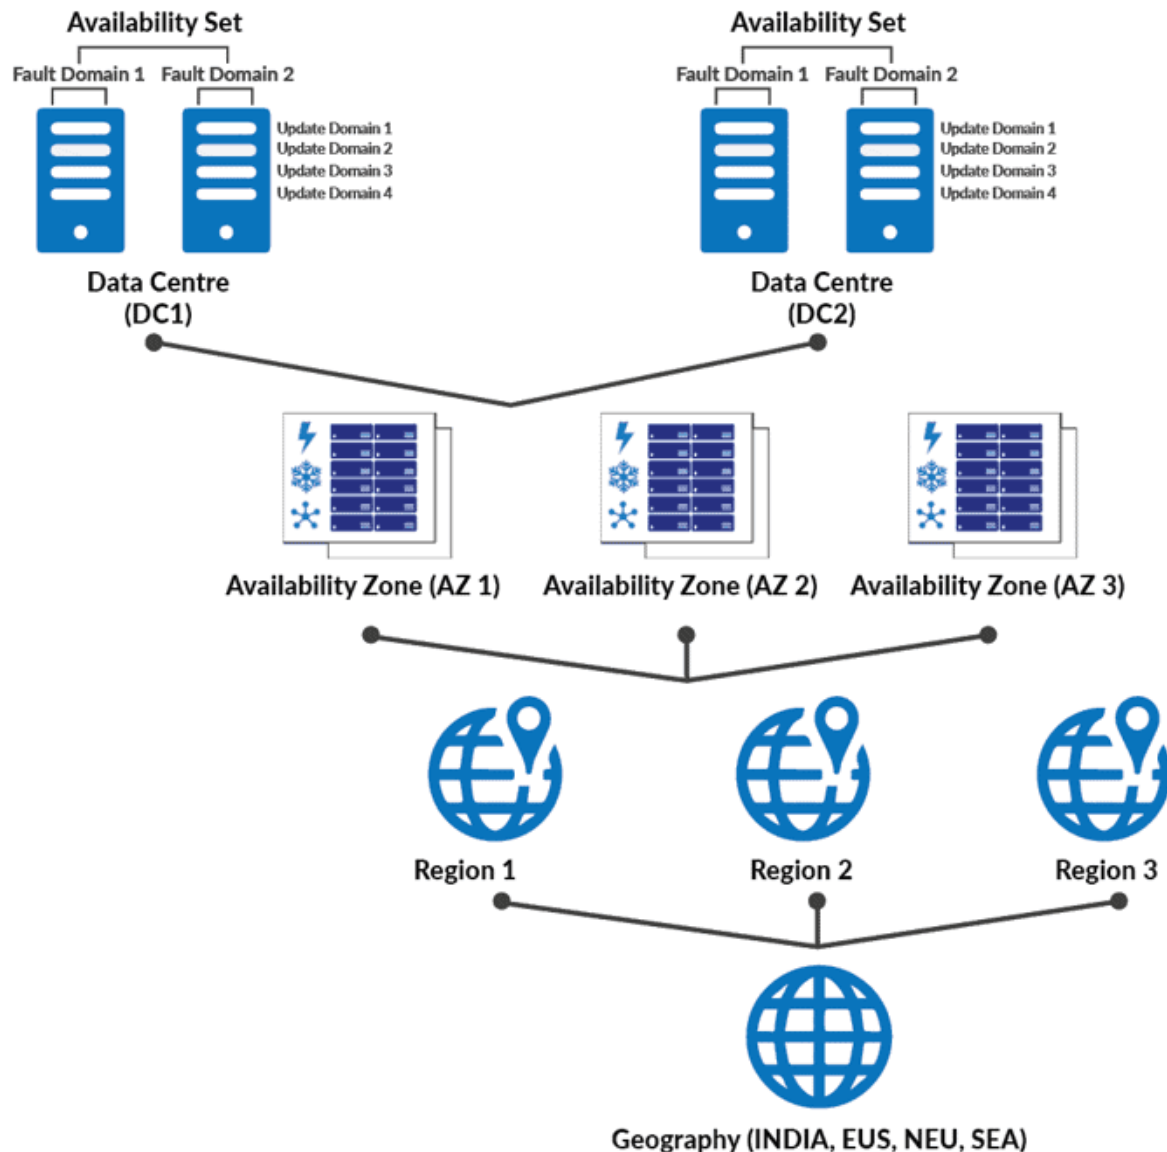 Availability Set
Availability Set
Fault Domain 1
Fault Domain 2
Fault Domain 1
Fault Domain 2
Update Domain 1
Update Domain 2
Update Domain 3
Update Domain 4
Update Domain 1
Update Domain 2
Update Domain 3
Update Domain 4
Data Centre
(DC1)
Data Centre
(DC2)
Availability Zone (AZ 1)
Availability Zone (AZ 2)
Availability Zone (AZ 3)
Region 1
Region 2
Region 3
Geography (INDIA, EUS, NEU, SEA)